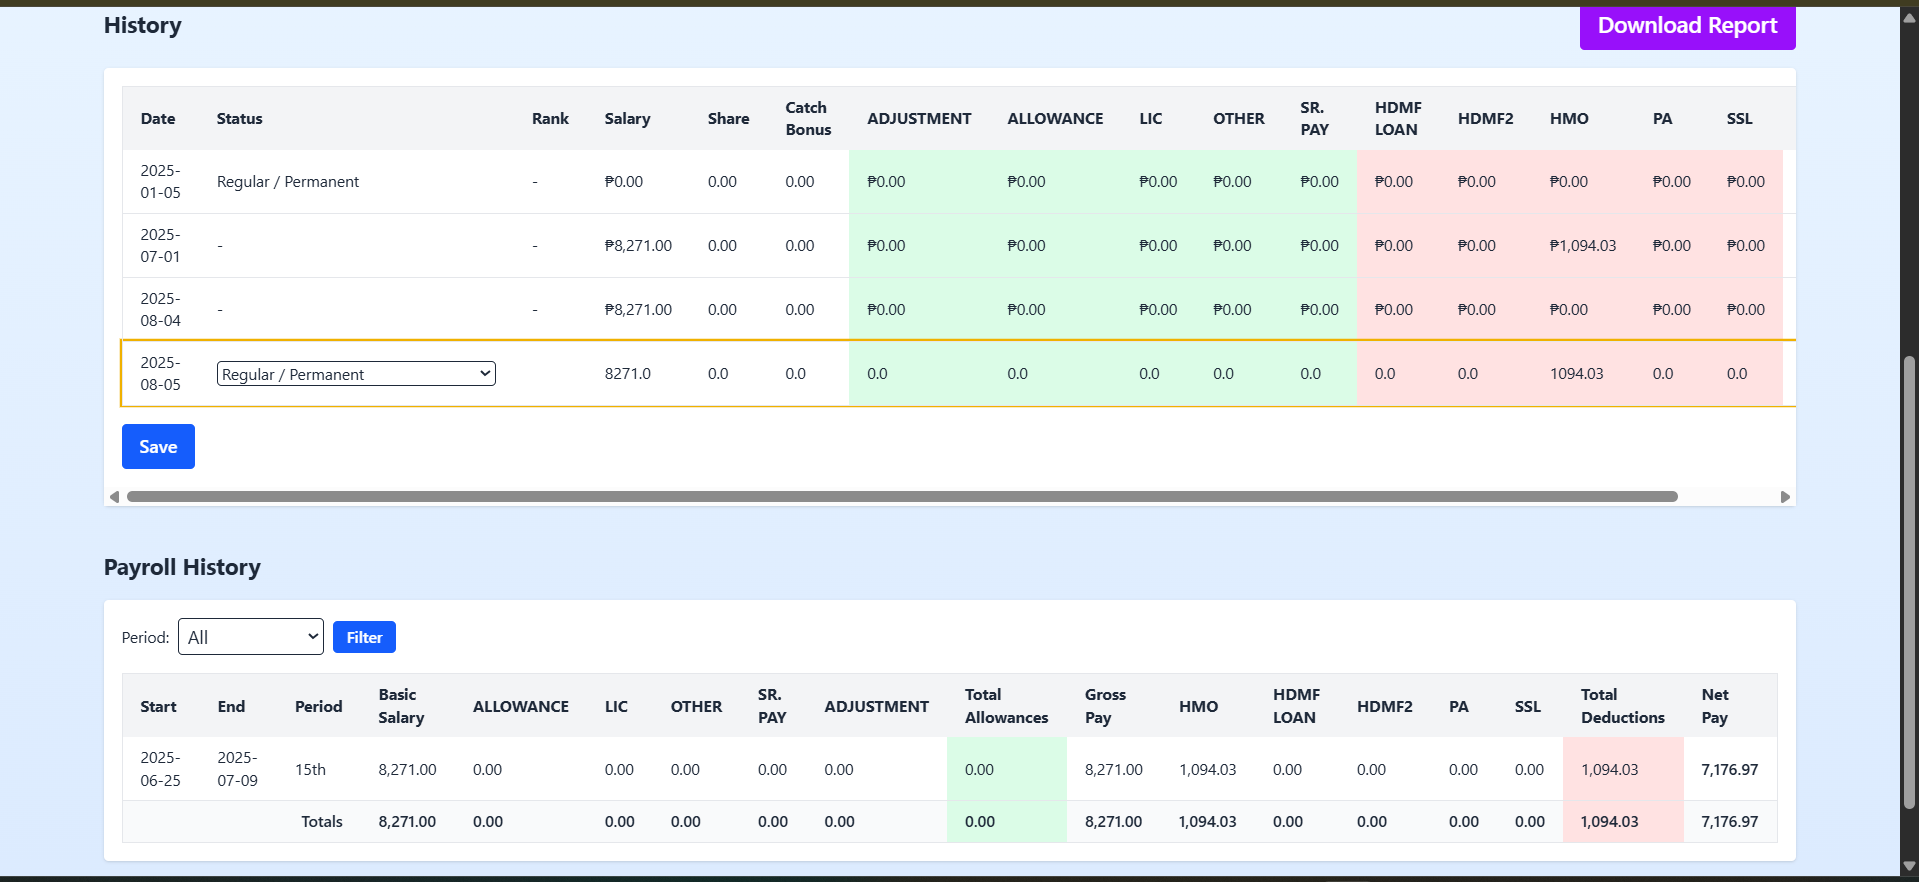 History
Download Report
Date Status Rank Salary Share Catch Bonus ADJUSTMENT ALLOWANCE LIC OTHER SR. PAY HDMF LOAN HDMF2 HMO PA SSL
2025-01-05 Regular / Permanent - ₱0.00 0.00 0.00 ₱0.00 ₱0.00 ₱0.00 ₱0.00 ₱0.00 ₱0.00 ₱0.00 ₱0.00 ₱0.00 ₱0.00
2025-07-01 - - ₱8,271.00 0.00 0.00 ₱0.00 ₱0.00 ₱0.00 ₱0.00 ₱0.00 ₱0.00 ₱0.00 ₱1,094.03 ₱0.00 ₱0.00
2025-08-04 - - ₱8,271.00 0.00 0.00 ₱0.00 ₱0.00 ₱0.00 ₱0.00 ₱0.00 ₱0.00 ₱0.00 ₱0.00 ₱0.00 ₱0.00
2025-08-05 Regular / Permanent 8271.0 0.0 0.0 0.0 0.0 0.0 0.0 0.0 0.0 0.0 1094.03 0.0 0.0
Save
Payroll History
Period: All Filter
Start End Period Basic Salary ALLOWANCE LIC OTHER SR. PAY ADJUSTMENT Total Allowances Gross Pay HMO HDMF LOAN HDMF2 PA SSL Total Deductions Net Pay
2025-06-25 2025-07-09 15th 8,271.00 0.00 0.00 0.00 0.00 0.00 0.00 8,271.00 1,094.03 0.00 0.00 0.00 0.00 1,094.03 7,176.97
Totals 8,271.00 0.00 0.00 0.00 0.00 0.00 0.00 8,271.00 1,094.03 0.00 0.00 0.00 0.00 1,094.03 7,176.97